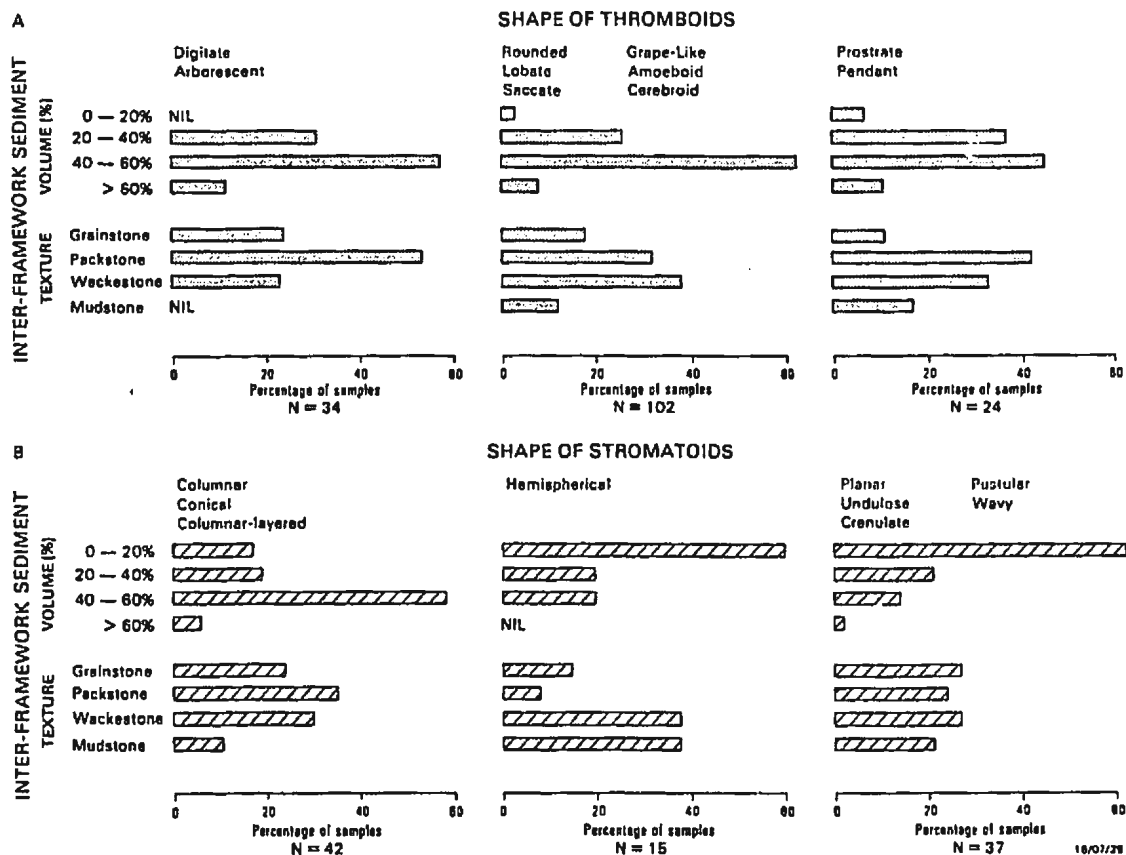 A
SHAPE OF THROMBOIDS
INTER-FRAMEWORK SEDIMENT
VOLUME (%)
TEXTURE
Digitate
Arborescent
Rounded Grape-Like
Lobate Amoeboid
Saccate Cerebroid
Prostrate
Pendant
0 — 20% NIL
20 — 40%
40 — 60%
> 60%
Grainstone
Packstone
Wackestone
Mudstone NIL
0 20 40 60
Percentage of samples
N = 34
0 20 40 60
Percentage of samples
N = 102
0 20 40 60
Percentage of samples
N = 24
B
SHAPE OF STROMATOIDS
INTER-FRAMEWORK SEDIMENT
VOLUME (%)
TEXTURE
Columnar
Conical
Columnar-layered
Hemispherical
Planar Pustular
Undulose Wavy
Crenulate
0 — 20%
20 — 40%
40 — 60%
> 60% NIL
Grainstone
Packstone
Wackestone
Mudstone
0 20 40 60
Percentage of samples
N = 42
0 20 40 60
Percentage of samples
N = 15
0 20 40 60
Percentage of samples
N = 37